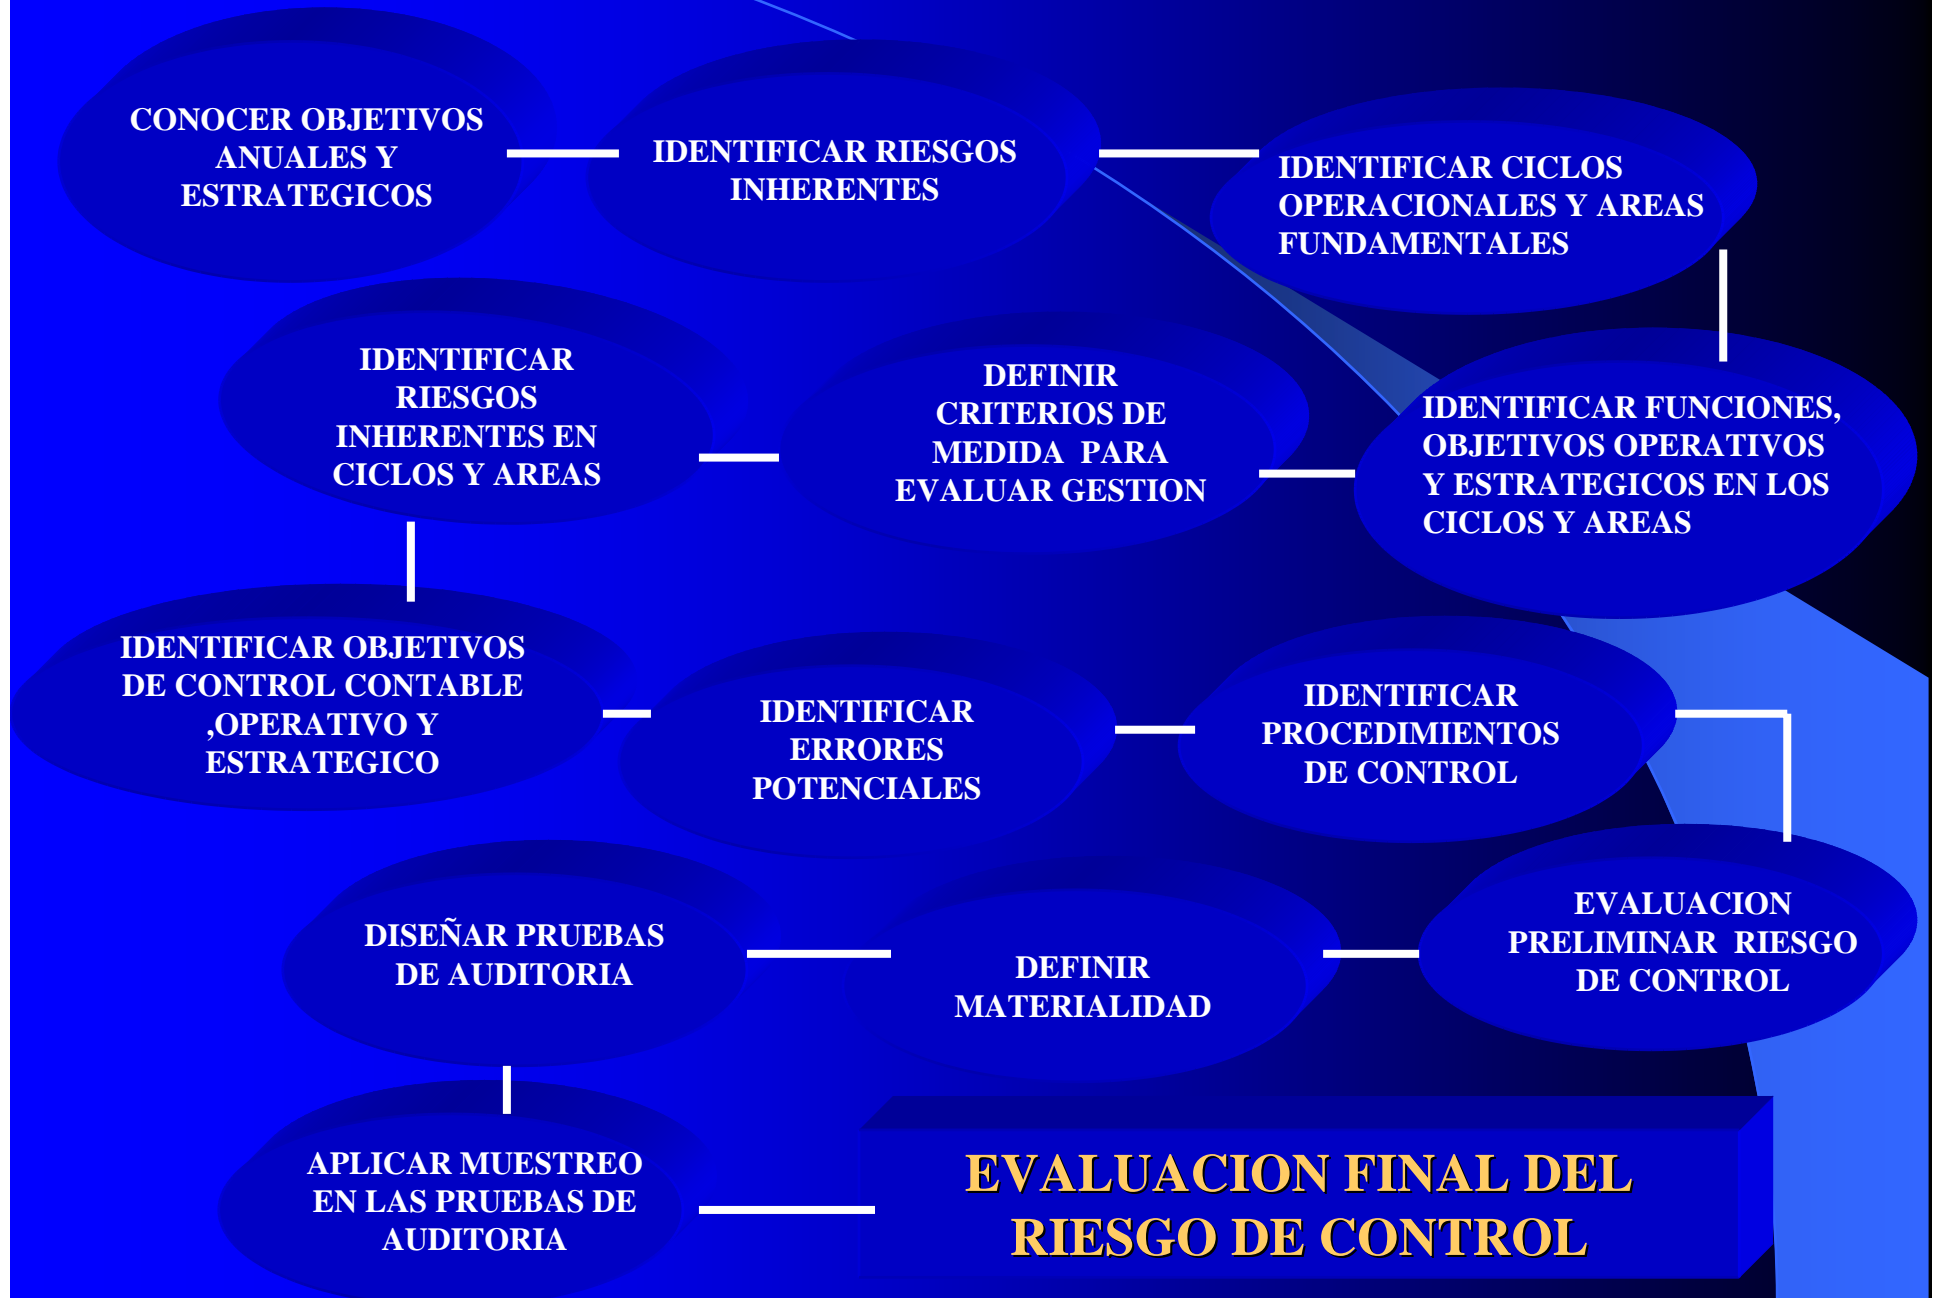 CONOCER OBJETIVOS
ANUALES Y
ESTRATEGICOS
IDENTIFICAR RIESGOS
INHERENTES
IDENTIFICAR CICLOS
OPERACIONALES Y AREAS
FUNDAMENTALES
IDENTIFICAR FUNCIONES,
OBJETIVOS OPERATIVOS
Y ESTRATEGICOS EN LOS
CICLOS Y AREAS
DEFINIR
CRITERIOS DE
MEDIDA PARA
EVALUAR GESTION
IDENTIFICAR
RIESGOS
INHERENTES EN
CICLOS Y AREAS
IDENTIFICAR OBJETIVOS
DE CONTROL CONTABLE
,OPERATIVO Y
ESTRATEGICO
IDENTIFICAR
ERRORES
POTENCIALES
IDENTIFICAR
PROCEDIMIENTOS
DE CONTROL
EVALUACION
PRELIMINAR RIESGO
DE CONTROL
DEFINIR
MATERIALIDAD
DISEÑAR PRUEBAS
DE AUDITORIA
APLICAR MUESTREO
EN LAS PRUEBAS DE
AUDITORIA
EVALUACION FINAL DEL
RIESGO DE CONTROL